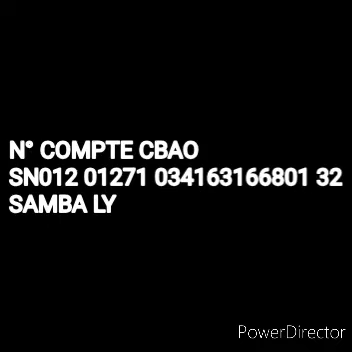 N° COMPTE CBAO
SN012 01271 034163166801 32
SAMBA LY
PowerDirector